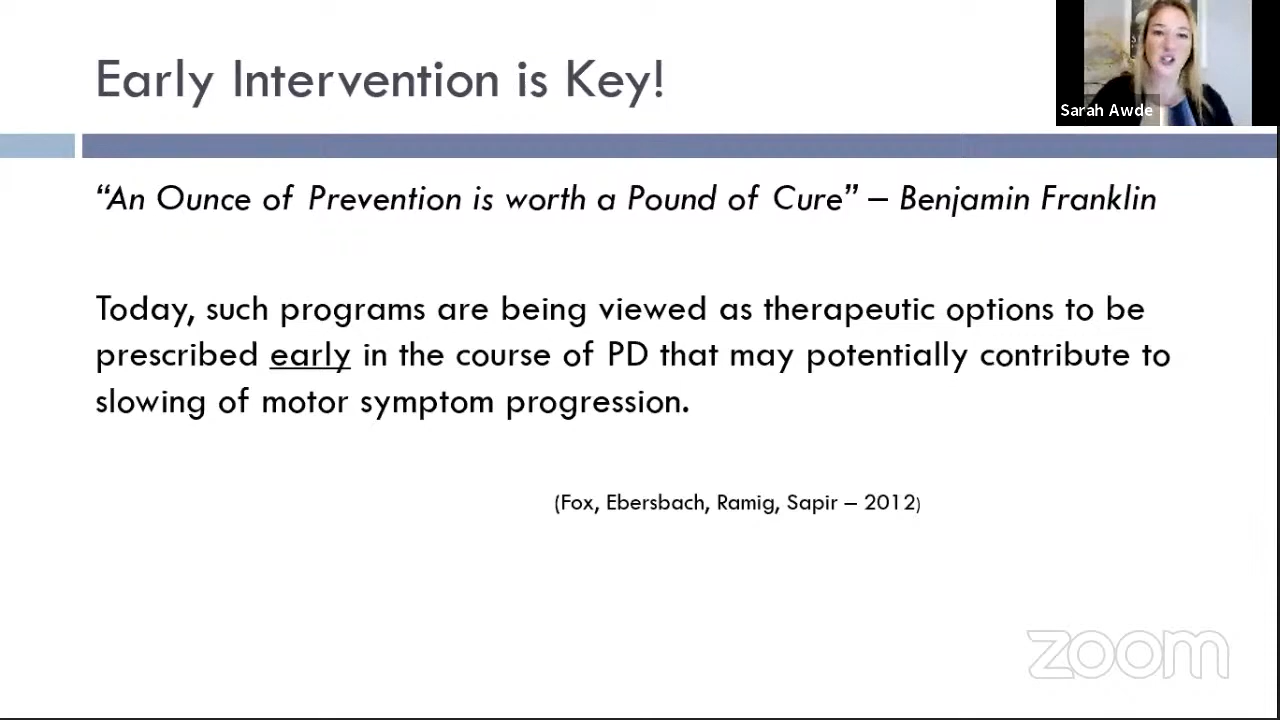 Early Intervention is Key!
Sarah Awde
“An Ounce of Prevention is worth a Pound of Cure” – Benjamin Franklin
Today, such programs are being viewed as therapeutic options to be
prescribed early in the course of PD that may potentially contribute to
slowing of motor symptom progression.
(Fox, Ebersbach, Ramig, Sapir – 2012)
zoom